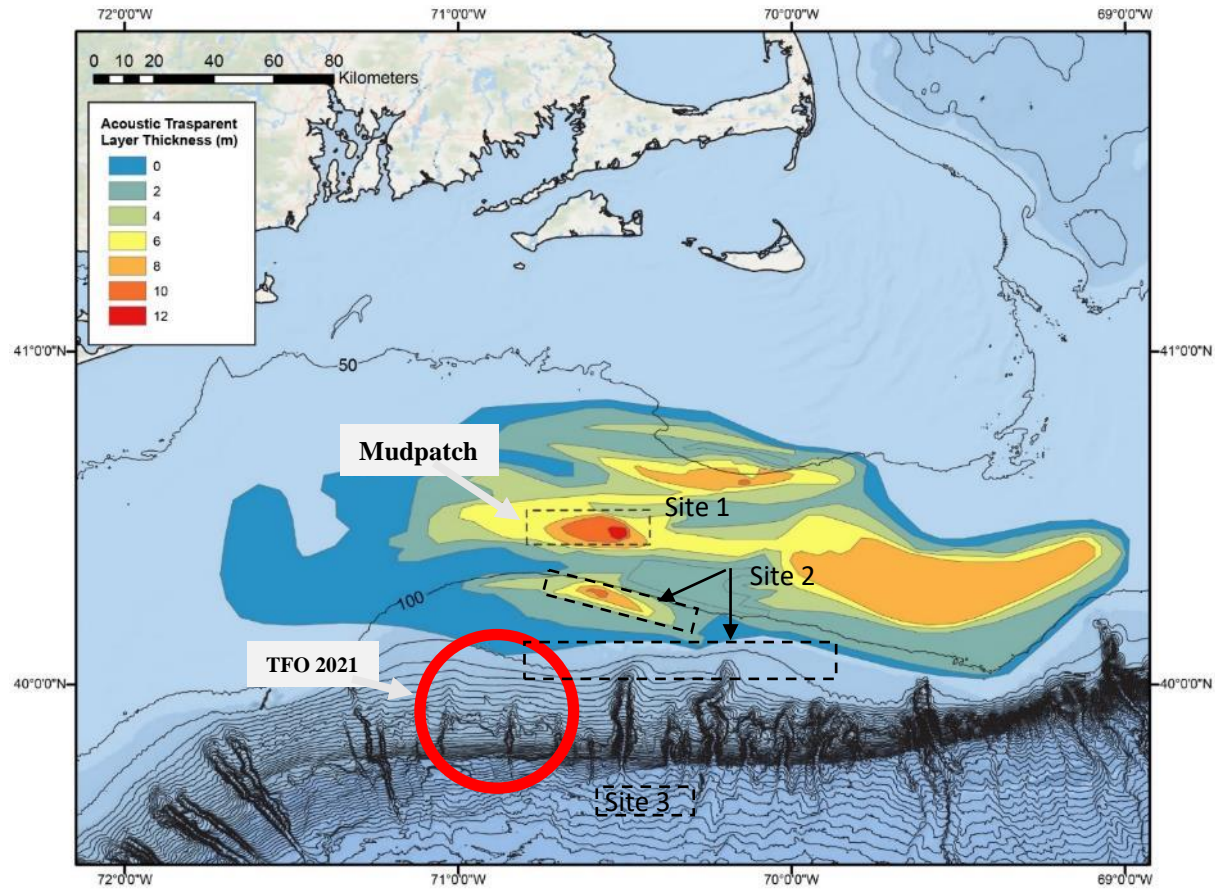 72°0'0"W 71°0'0"W 70°0'0"W 69°0'0"W
0 10 20 40 60 80
Kilometers
Acoustic Trasparent
Layer Thickness (m)
0
2
4
6
8
10
12
41°0'0"N
41°0'0"N
50
Mudpatch
Site 1
Site 2
100
TFO 2021
40°0'0"N
40°0'0"N
Site 3
72°0'0"W 71°0'0"W 70°0'0"W 69°0'0"W